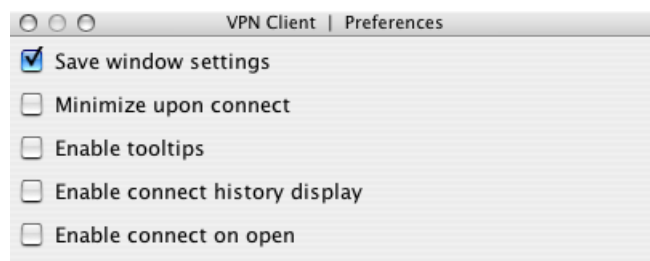 VPN Client | Preferences
Save window settings
Minimize upon connect
Enable tooltips
Enable connect history display
Enable connect on open